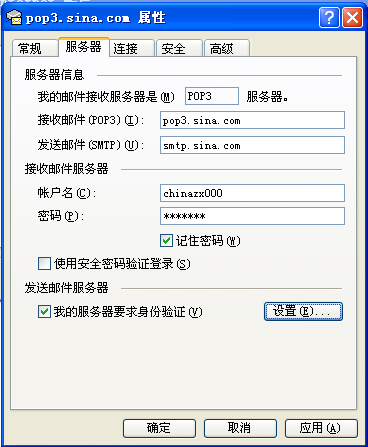 pop3.sina.com 属性
常规 服务器 连接 安全 高级
服务器信息
我的邮件接收服务器是(M) POP3 服务器。
接收邮件(POP3)(I): pop3.sina.com
发送邮件(SMTP)(U): smtp.sina.com
接收邮件服务器
帐户名(C): chinazx000
密码(P): *******
记住密码(W)
使用安全密码验证登录(S)
发送邮件服务器
我的服务器要求身份验证(V) 设置(E)...
确定 取消 应用(A)